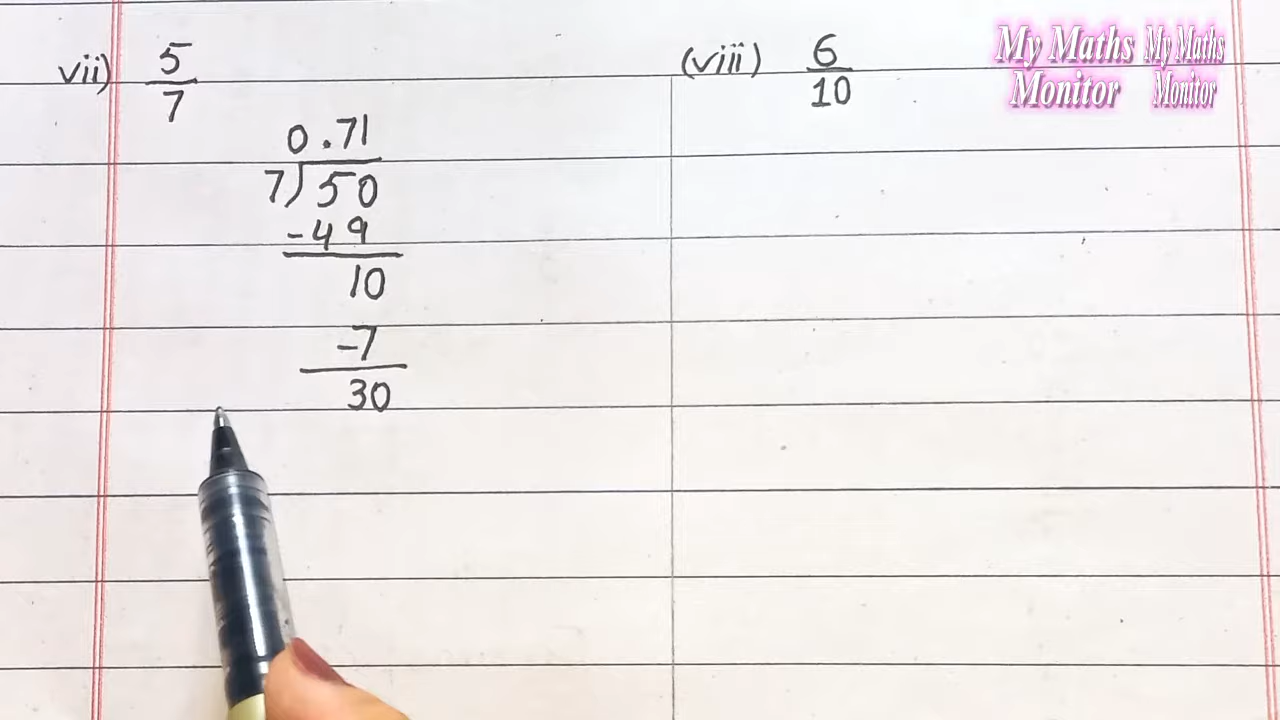 vii) 5/7
0.71
7)50
-49
10
-7
30
(viii) 6/10
My Maths Monitor
My Maths Monitor